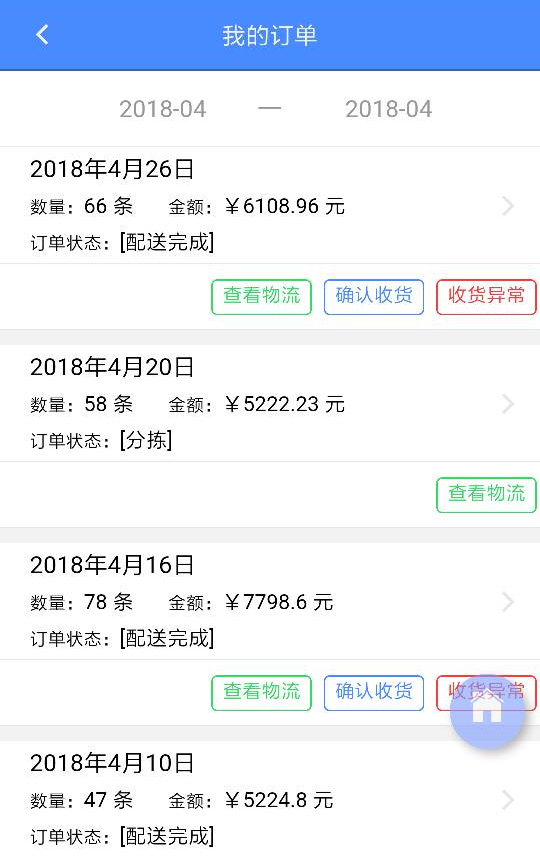 我的订单
2018-04 — 2018-04
2018年4月26日
数量：66 条 金额：￥6108.96 元
订单状态：[配送完成]
查看物流 确认收货 收货异常
2018年4月20日
数量：58 条 金额：￥5222.23 元
订单状态：[分拣]
查看物流
2018年4月16日
数量：78 条 金额：￥7798.6 元
订单状态：[配送完成]
查看物流 确认收货 收货异常
2018年4月10日
数量：47 条 金额：￥5224.8 元
订单状态：[配送完成]